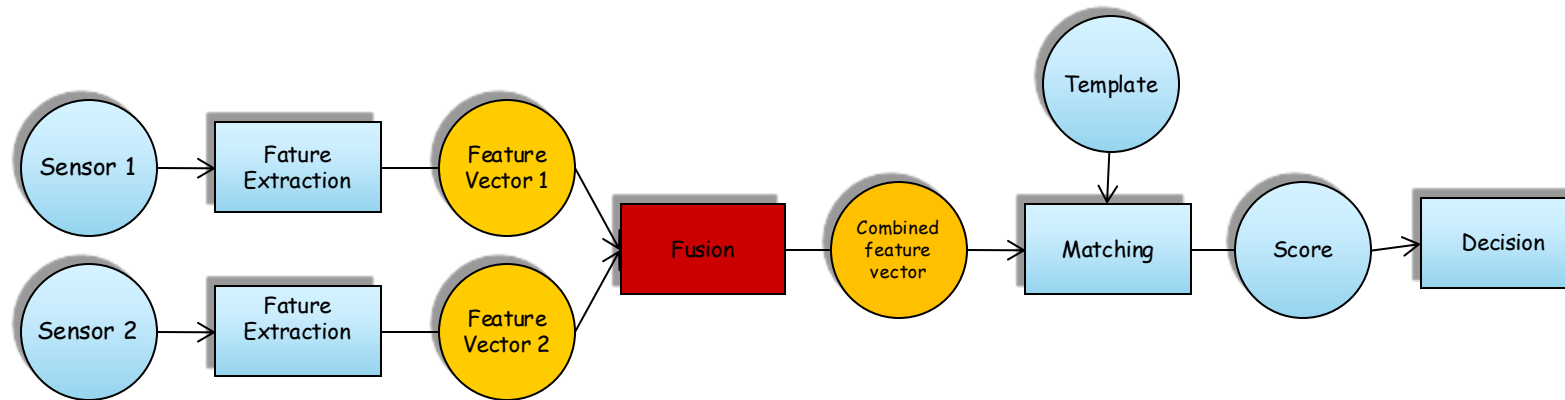 Template
Sensor 1
Fature
Extraction
Feature
Vector 1
Fusion
Combined
feature
vector
Matching
Score
Decision
Sensor 2
Fature
Extraction
Feature
Vector 2